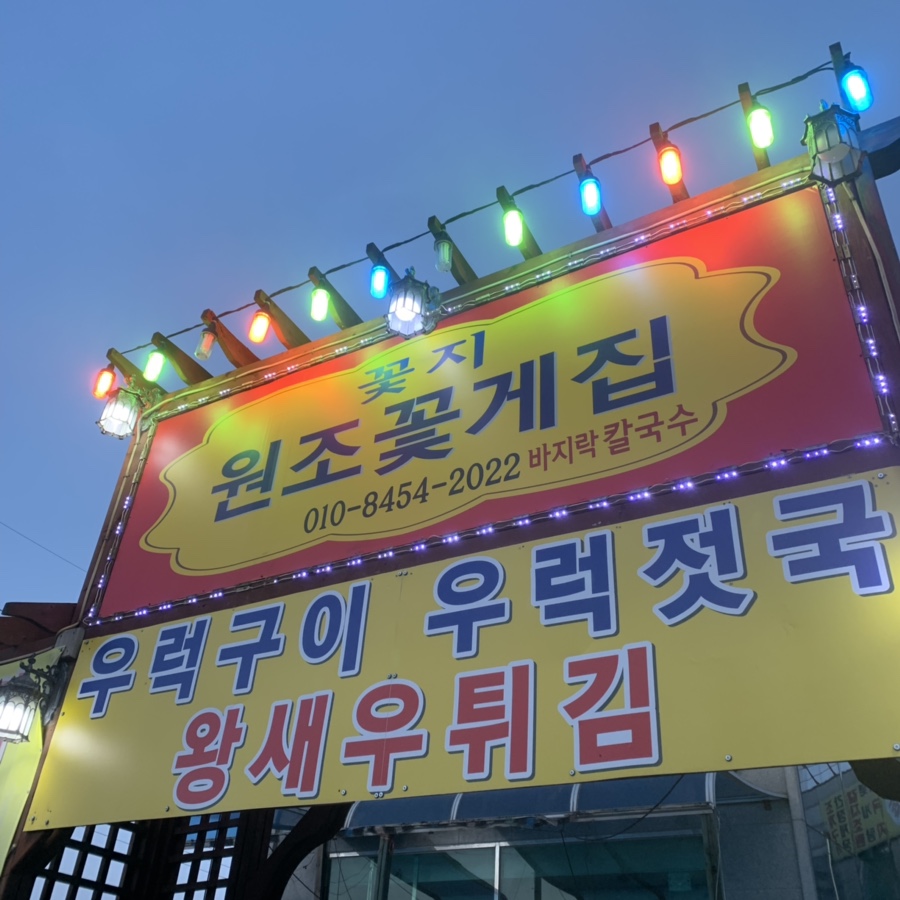 꽃지
원조꽃게집
010-8454-2022 바지락칼국수
우럭구이 우럭젓국
왕새우튀김